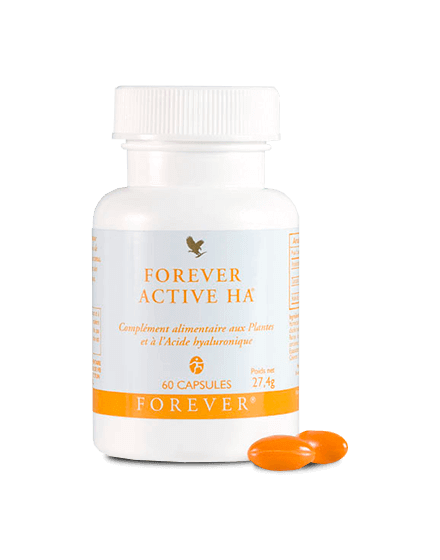 FOREVER
ACTIVE HA®
Complément alimentaire aux Plantes
et à l'Acide hyaluronique
60 CAPSULES
Poids net
27,4g
FOREVER®